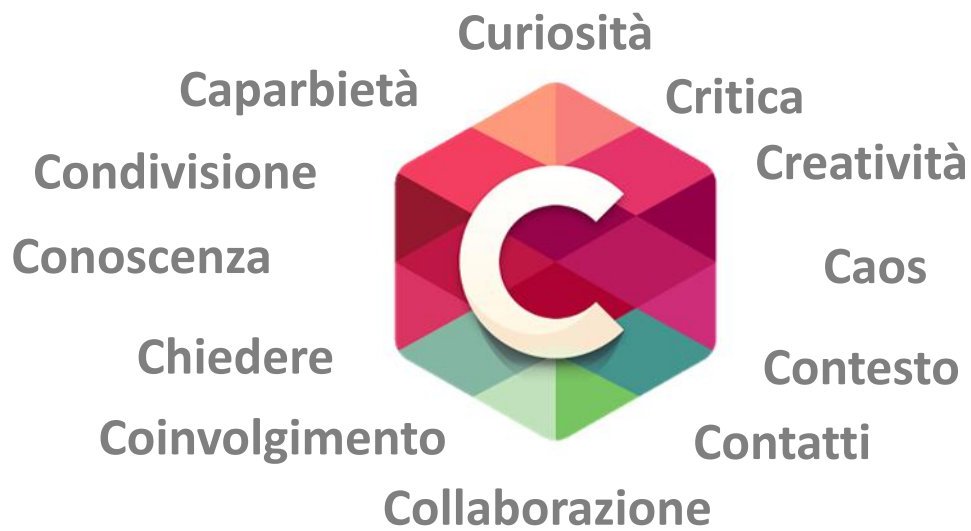 Curiosità
Caparbietà
Critica
Condivisione
Creatività
Conoscenza
Caos
Chiedere
Contesto
Coinvolgimento
Contatti
Collaborazione
C